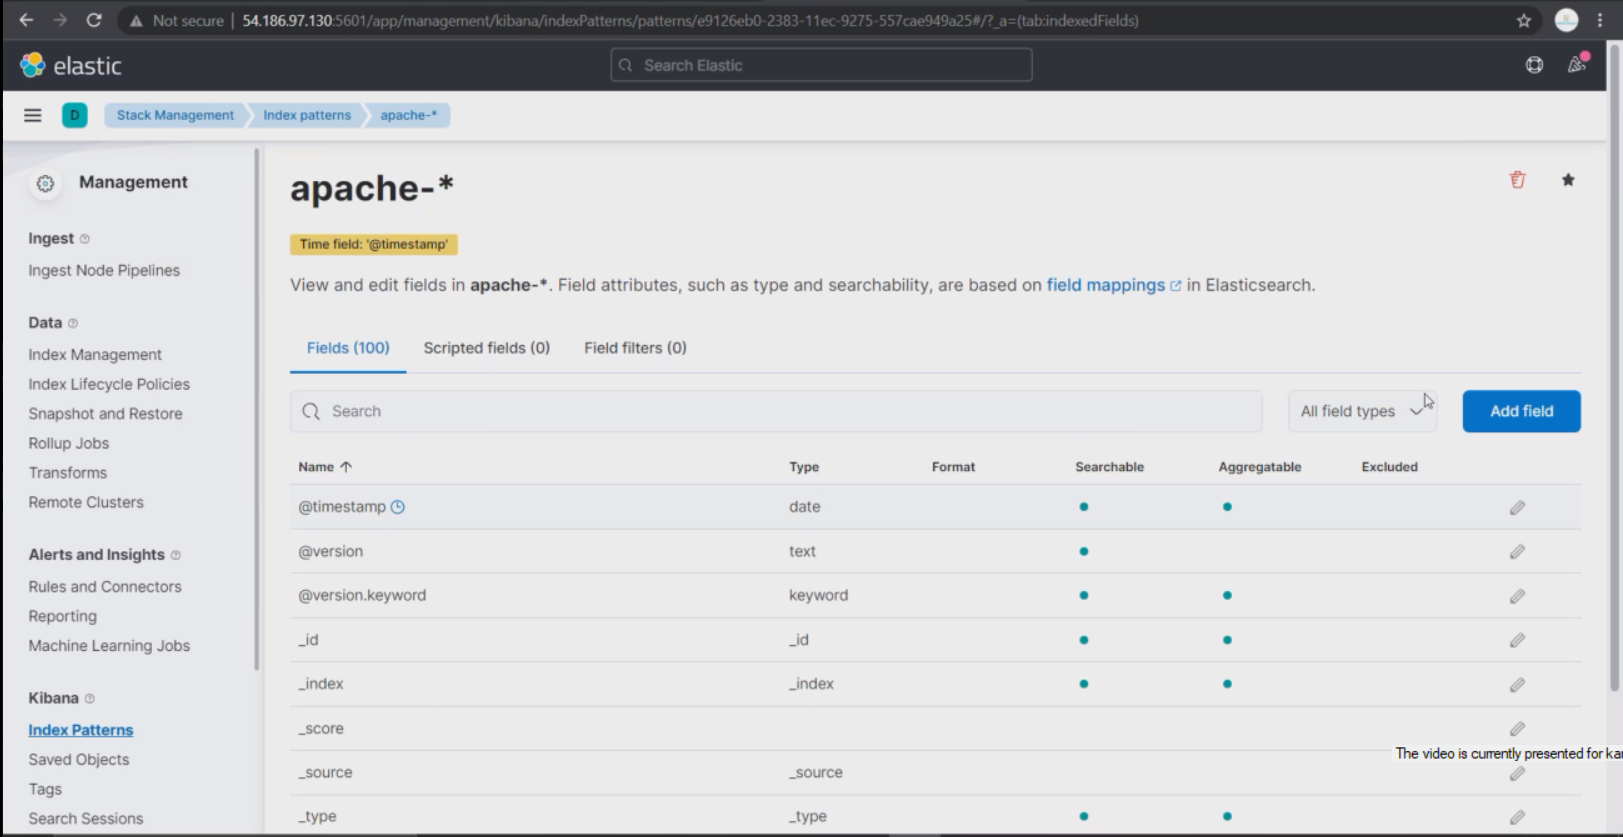 Not secure | 54.186.97.130:5601/app/management/kibana/indexPatterns/patterns/e9126eb0-2383-11ec-9275-557cae949a25#/?_a=(tab:indexedFields)
elastic
Search Elastic
D
Stack Management
Index patterns
apache-*
Management
Ingest
Ingest Node Pipelines
Data
Index Management
Index Lifecycle Policies
Snapshot and Restore
Rollup Jobs
Transforms
Remote Clusters
Alerts and Insights
Rules and Connectors
Reporting
Machine Learning Jobs
Kibana
Index Patterns
Saved Objects
Tags
Search Sessions
apache-*
Time field: '@timestamp'
View and edit fields in apache-*. Field attributes, such as type and searchability, are based on field mappings in Elasticsearch.
Fields (100) Scripted fields (0) Field filters (0)
Search
All field types
Add field
Name Type Format Searchable Aggregatable Excluded
@timestamp date
@version text
@version.keyword keyword
_id _id
_index _index
_score
The video is currently presented for kar
_source _source
_type _type